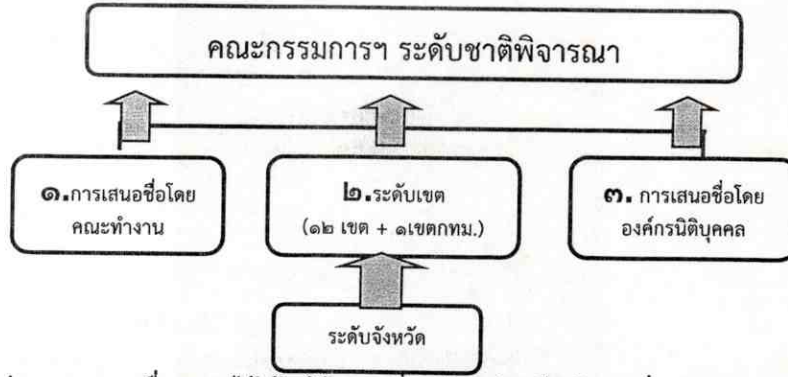 คณะกรรมการฯ ระดับชาติพิจารณา
๑.การเสนอชื่อโดย
คณะทำงาน
๒.ระดับเขต
(๑๒ เขต + ๑เขตกทม.)
๓. การเสนอชื่อโดย
องค์กรนิติบุคคล
ระดับจังหวัด